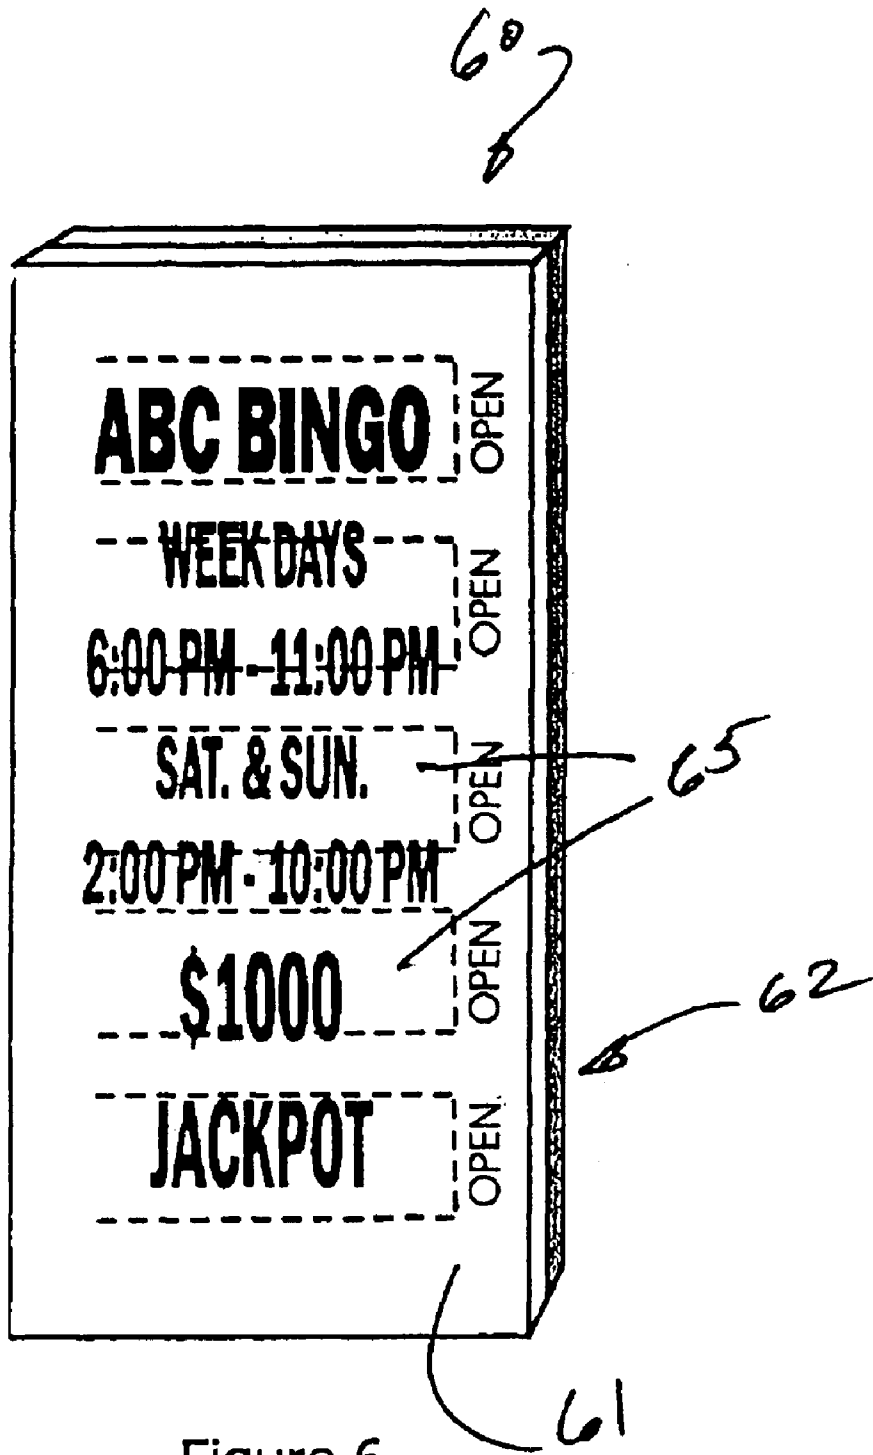 60
ABC BINGO OPEN
WEEK DAYS
6:00 PM - 11:00 PM OPEN
SAT. & SUN. OPEN
65
2:00 PM - 10:00 PM
$1000 OPEN
62
JACKPOT OPEN
61
Figure 6